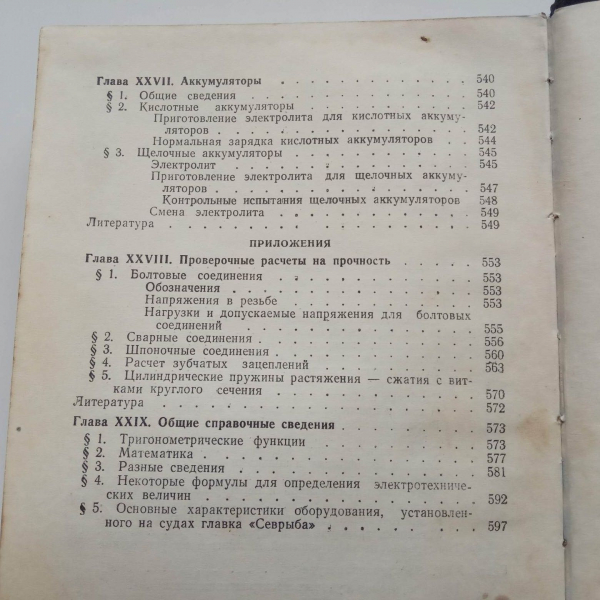 Глава XXVII. Аккумуляторы . . . . . . . . . . . . 540
§ 1. Общие сведения . . . . . . . . . . . . . 540
§ 2. Кислотные аккумуляторы . . . . . . . . . . 542
Приготовление электролита для кислотных аккуму-
ляторов . . . . . . . . . . . . . . 542
Нормальная зарядка кислотных аккумуляторов . . . 544
§ 3. Щелочные аккумуляторы . . . . . . . . . . . 545
Электролит . . . . . . . . . . . . . 545
Приготовление электролита для щелочных аккуму-
ляторов . . . . . . . . . . . . . . 547
Контрольные испытания щелочных аккумуляторов 548
Смена электролита . . . . . . . . . . . 549
Литература . . . . . . . . . . . . . . . . 549
ПРИЛОЖЕНИЯ
Глава XXVIII. Проверочные расчеты на прочность . . . . . 553
§ 1. Болтовые соединения . . . . . . . . . . . 553
Обозначения . . . . . . . . . . . . . 553
Напряжения в резьбе . . . . . . . . . . 553
Нагрузки и допускаемые напряжения для болтовых
соединений . . . . . . . . . . . . . 555
§ 2. Сварные соединения . . . . . . . . . . . . 556
§ 3. Шпоночные соединения . . . . . . . . . . . 560
§ 4. Расчет зубчатых зацеплений . . . . . . . . . 563
§ 5. Цилиндрические пружины растяжения — сжатия с вит-
ками круглого сечения . . . . . . . . . . 570
Литература . . . . . . . . . . . . . . . . 572
Глава XXIX. Общие справочные сведения . . . . . . . . 573
§ 1. Тригонометрические функции . . . . . . . . . 573
§ 2. Математика . . . . . . . . . . . . . . 577
§ 3. Разные сведения . . . . . . . . . . . . . 581
§ 4. Некоторые формулы для определения электротехниче-
ских величин . . . . . . . . . . . . . 592
§ 5. Основные характеристики оборудования, установлен-
ного на судах главка «Севрыба» . . . . . . . 597